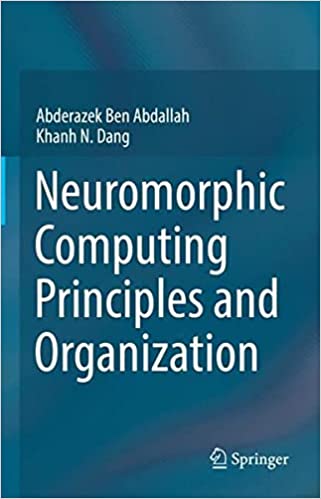 Abderazek Ben Abdallah
Khanh N. Dang
Neuromorphic
Computing
Principles and
Organization
Springer